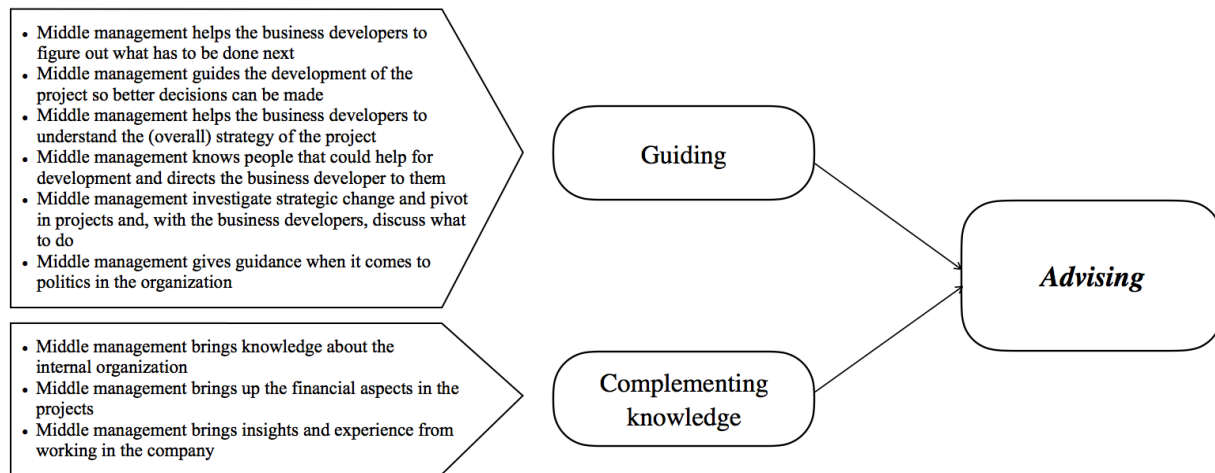 • Middle management helps the business developers to
figure out what has to be done next
• Middle management guides the development of the
project so better decisions can be made
• Middle management helps the business developers to
understand the (overall) strategy of the project
• Middle management knows people that could help for
development and directs the business developer to them
• Middle management investigate strategic change and pivot
in projects and, with the business developers, discuss what
to do
• Middle management gives guidance when it comes to
politics in the organization
Guiding
• Middle management brings knowledge about the
internal organization
• Middle management brings up the financial aspects in the
projects
• Middle management brings insights and experience from
working in the company
Complementing
knowledge
Advising